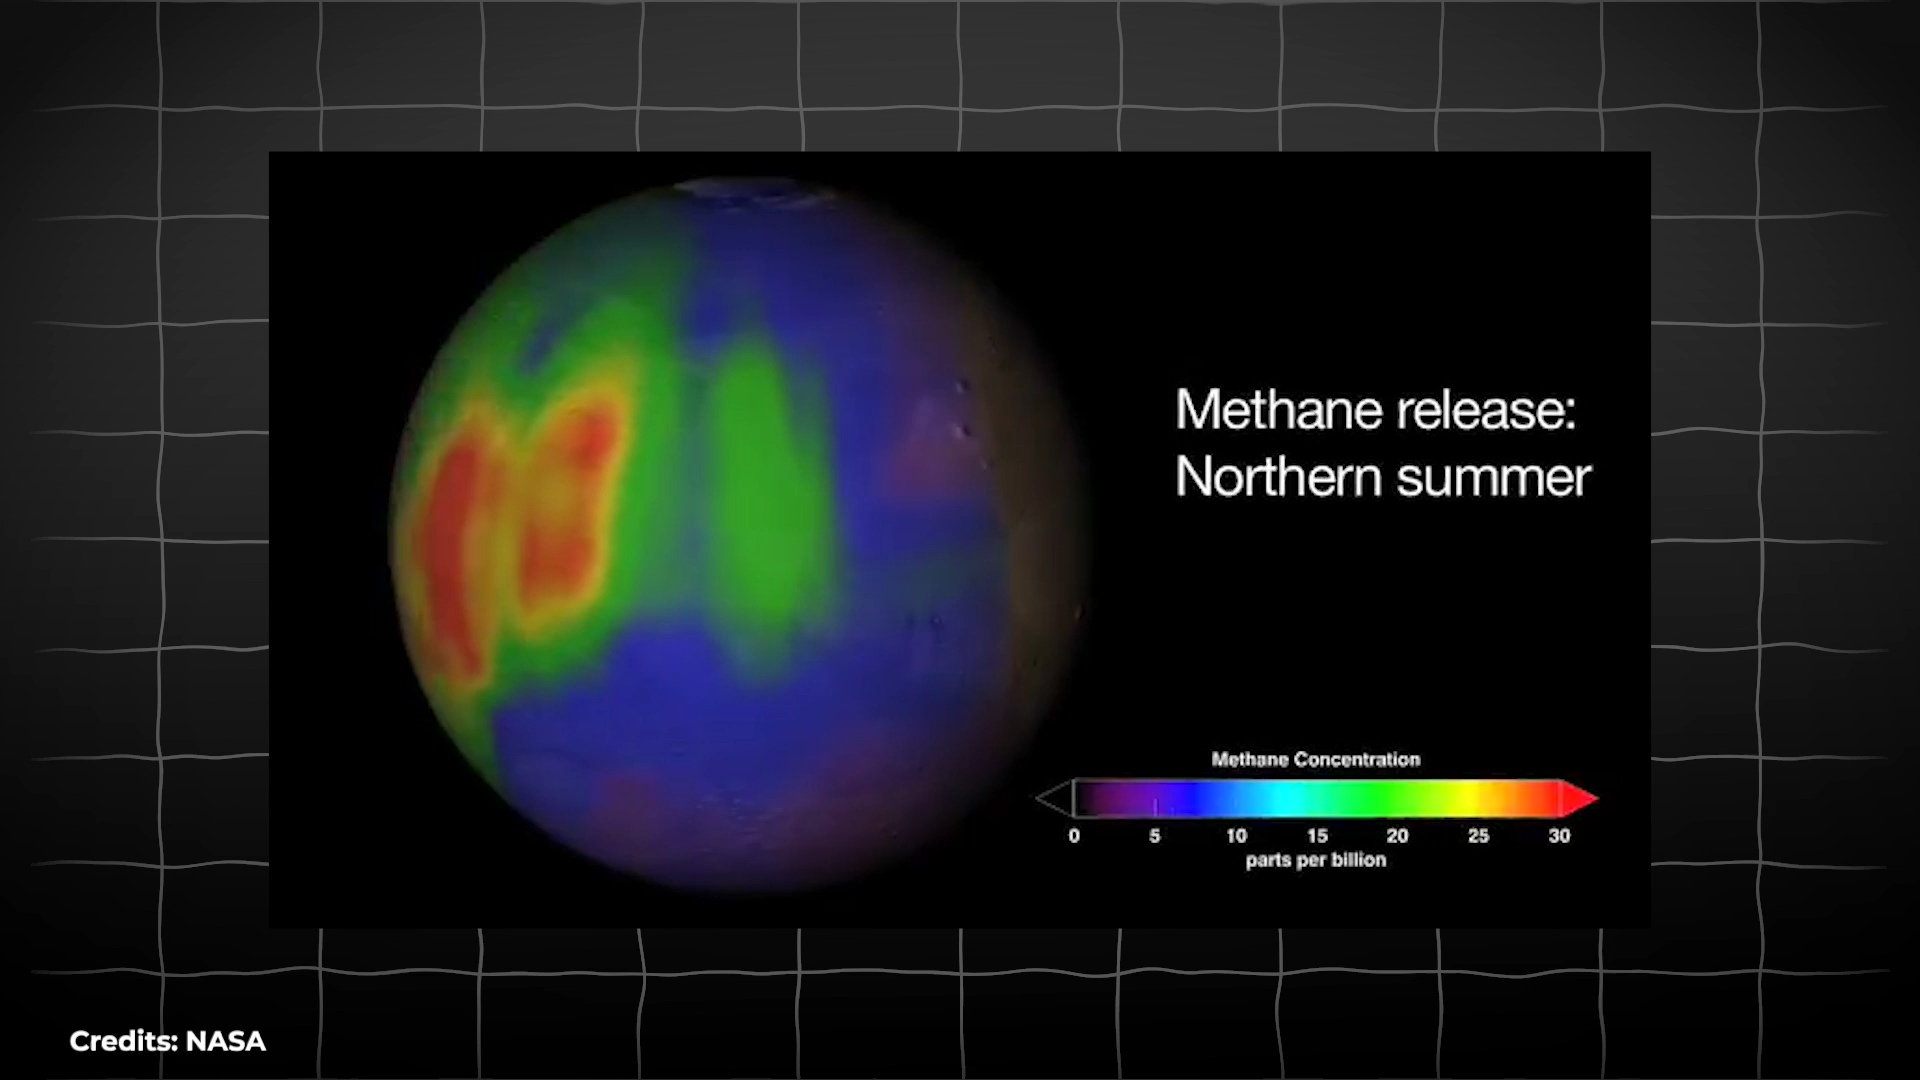 Methane release:
Northern summer
Methane Concentration
0 5 10 15 20 25 30
parts per billion
Credits: NASA